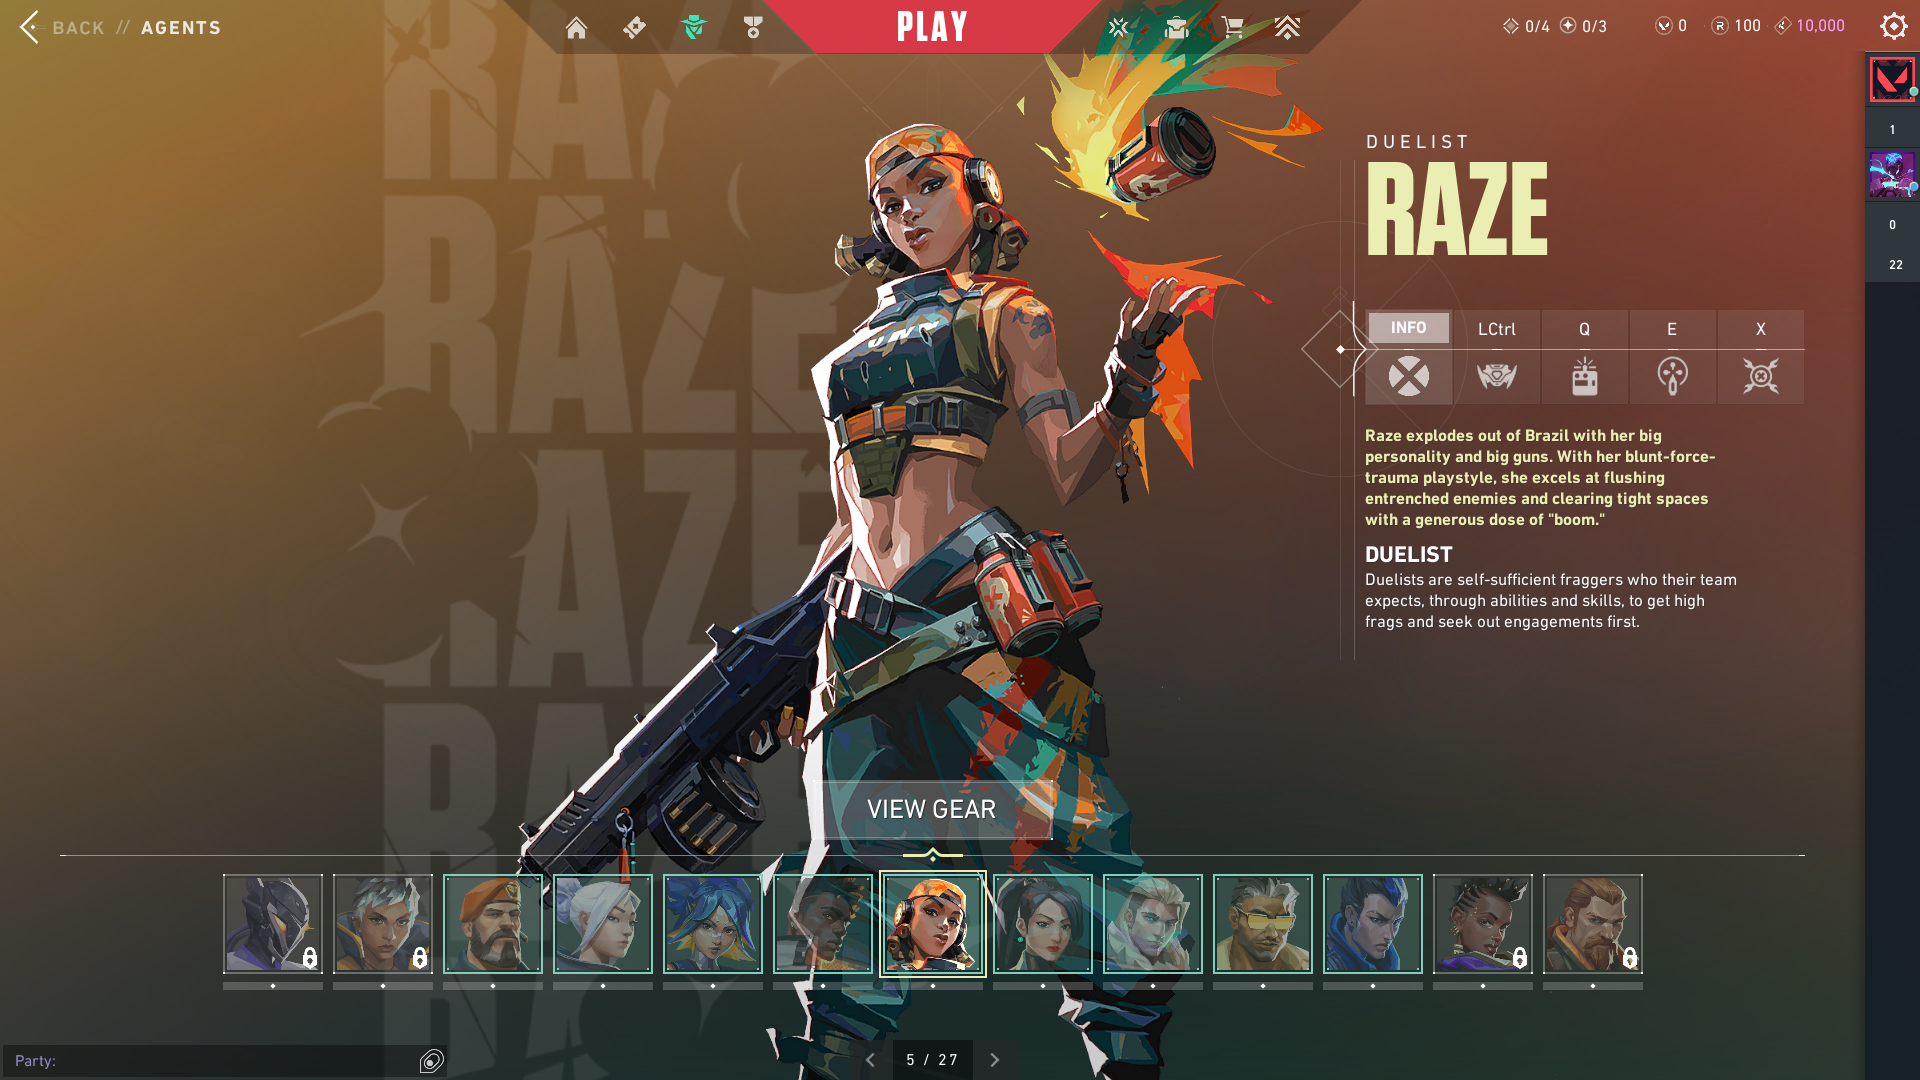 BACK // AGENTS
PLAY
0/4
0/3
0
100
10,000
1
0
22
DUELIST
RAZE
INFO
LCtrl
Q
E
X
Raze explodes out of Brazil with her big
personality and big guns. With her blunt-force-
trauma playstyle, she excels at flushing
entrenched enemies and clearing tight spaces
with a generous dose of "boom."
DUELIST
Duelists are self-sufficient fraggers who their team
expects, through abilities and skills, to get high
frags and seek out engagements first.
RAZE
RAZE
RAZE
RAZE
VIEW GEAR
Party:
5 / 27